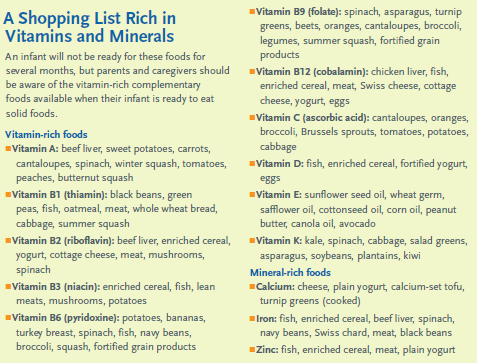 A Shopping List Rich in
Vitamins and Minerals
An infant will not be ready for these foods for
several months, but parents and caregivers should
be aware of the vitamin-rich complementary
foods available when their infant is ready to eat
solid foods.
Vitamin-rich foods
■Vitamin A: beef liver, sweet potatoes, carrots,
cantaloupes, spinach, winter squash, tomatoes,
peaches, butternut squash
■Vitamin B1 (thiamin): black beans, green
peas, fish, oatmeal, meat, whole wheat bread,
cabbage, summer squash
■Vitamin B2 (riboflavin): beef liver, enriched cereal,
yogurt, cottage cheese, meat, mushrooms,
spinach
■Vitamin B3 (niacin): enriched cereal, fish, lean
meats, mushrooms, potatoes
■Vitamin B6 (pyridoxine): potatoes, bananas,
turkey breast, spinach, fish, navy beans,
broccoli, squash, fortified grain products
■Vitamin B9 (folate): spinach, asparagus, turnip
greens, beets, oranges, cantaloupes, broccoli,
legumes, summer squash, fortified grain
products
■Vitamin B12 (cobalamin): chicken liver, fish,
enriched cereal, meat, Swiss cheese, cottage
cheese, yogurt, eggs
■Vitamin C (ascorbic acid): cantaloupes, oranges,
broccoli, Brussels sprouts, tomatoes, potatoes,
cabbage
■Vitamin D: fish, enriched cereal, fortified yogurt,
eggs
■Vitamin E: sunflower seed oil, wheat germ,
safflower oil, cottonseed oil, corn oil, peanut
butter, canola oil, avocado
■Vitamin K: kale, spinach, cabbage, salad greens,
asparagus, soybeans, plantains, kiwi
Mineral-rich foods
■Calcium: cheese, plain yogurt, calcium-set tofu,
turnip greens (cooked)
■Iron: fish, enriched cereal, beef liver, spinach,
navy beans, Swiss chard, meat, black beans
■Zinc: fish, enriched cereal, meat, plain yogurt